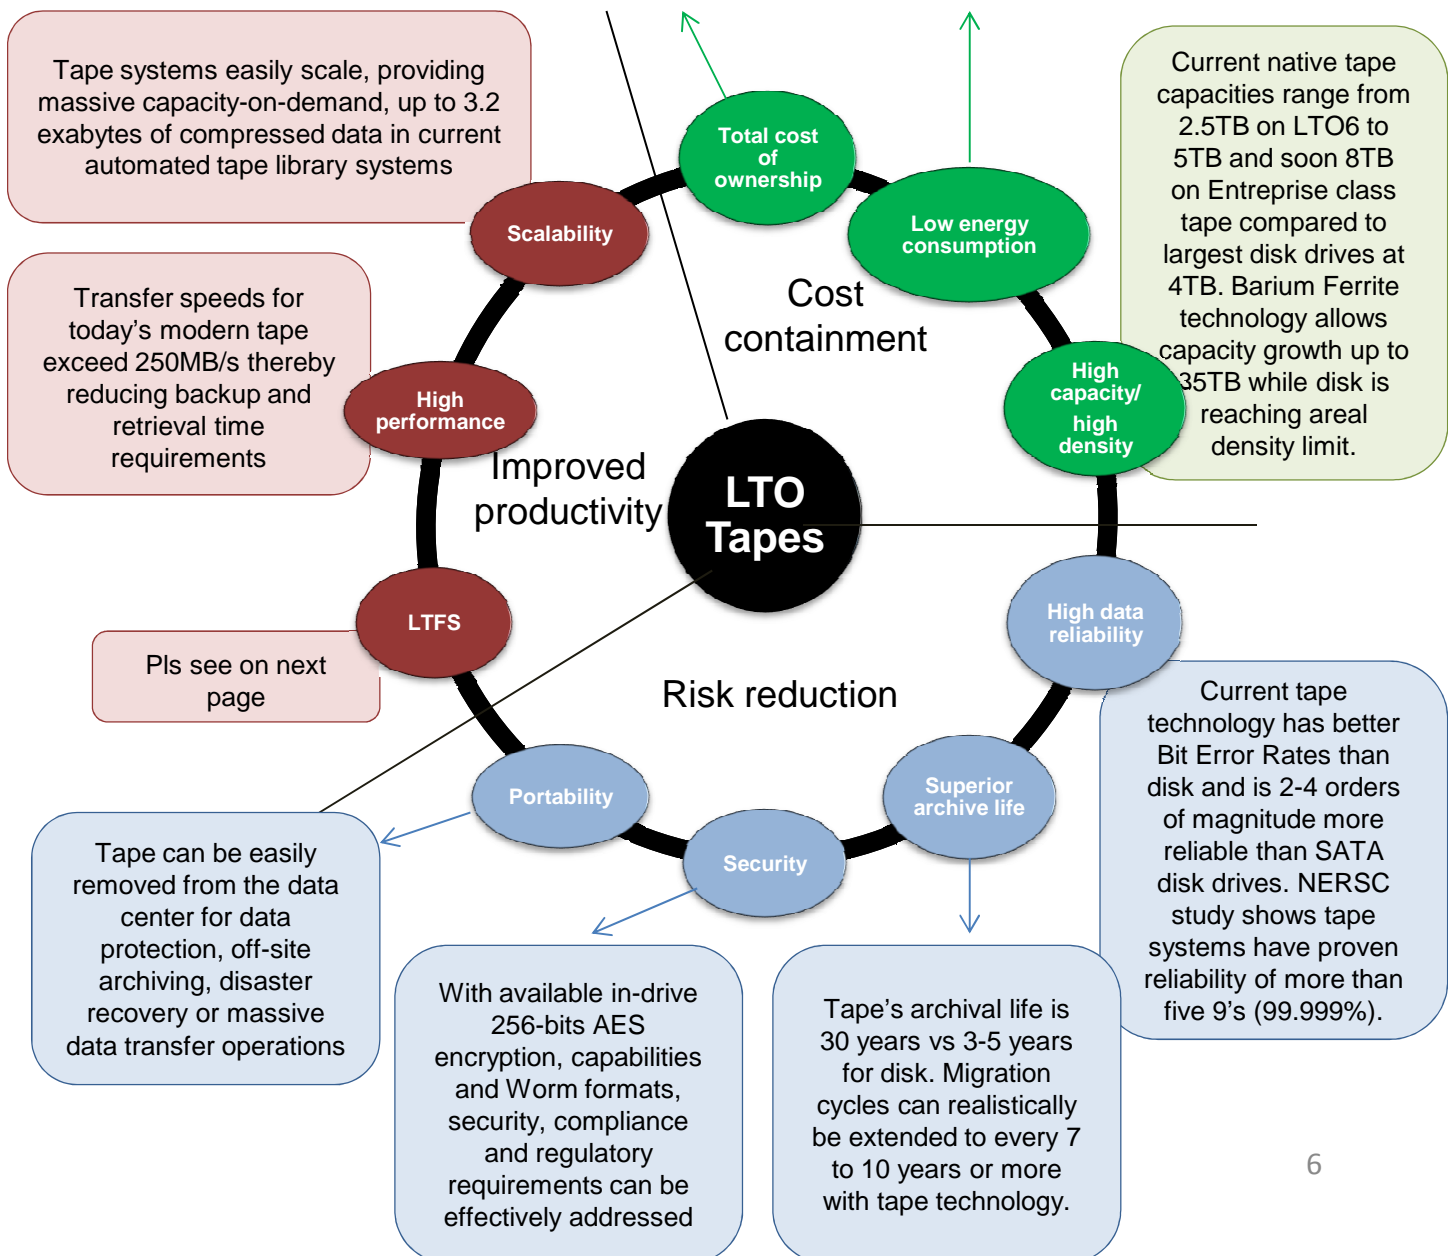 Tape systems easily scale, providing
massive capacity-on-demand, up to 3.2
exabytes of compressed data in current
automated tape library systems
Total cost
of
ownership
Low energy
consumption
Current native tape
capacities range from
2.5TB on LTO6 to
5TB and soon 8TB
on Entreprise class
tape compared to
largest disk drives at
4TB. Barium Ferrite
technology allows
capacity growth up to
35TB while disk is
reaching areal
density limit.
Scalability
Cost
containment
Transfer speeds for
today's modern tape
exceed 250MB/s thereby
reducing backup and
retrieval time
requirements
High
performance
High
capacity/
high
density
Improved
productivity
LTO
Tapes
LTFS
High data
reliability
Pls see on next
page
Risk reduction
Current tape
technology has better
Bit Error Rates than
disk and is 2-4 orders
of magnitude more
reliable than SATA
disk drives. NERSC
study shows tape
systems have proven
reliability of more than
five 9's (99.999%).
Portability
Superior
archive life
Security
Tape can be easily
removed from the data
center for data
protection, off-site
archiving, disaster
recovery or massive
data transfer operations
With available in-drive
256-bits AES
encryption, capabilities
and Worm formats,
security, compliance
and regulatory
requirements can be
effectively addressed
Tape's archival life is
30 years vs 3-5 years
for disk. Migration
cycles can realistically
be extended to every 7
to 10 years or more
with tape technology.
6